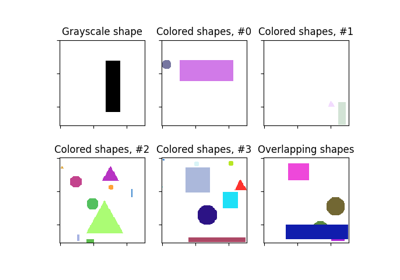 Grayscale shape
Colored shapes, #0
Colored shapes, #1
Colored shapes, #2
Colored shapes, #3
Overlapping shapes